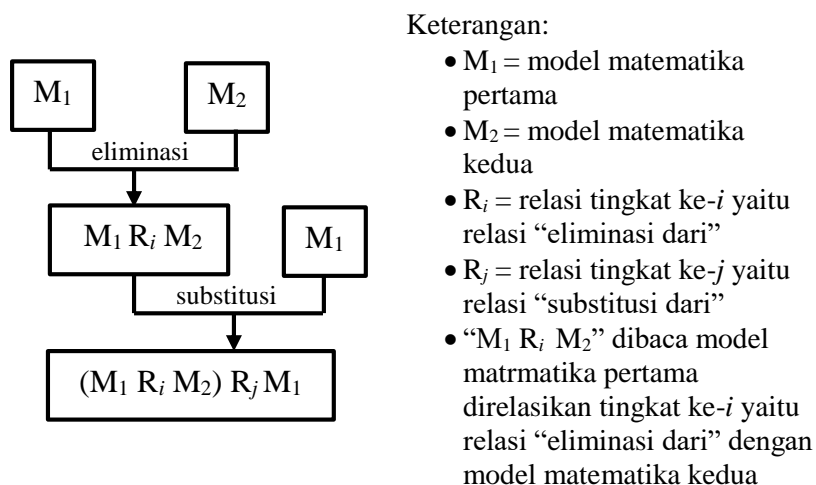 M₁
M₂
eliminasi
M₁ Rᵢ M₂
M₁
substitusi
(M₁ Rᵢ M₂) Rⱼ M₁
Keterangan:
• M₁ = model matematika
pertama
• M₂ = model matematika
kedua
• Rᵢ = relasi tingkat ke-i yaitu
relasi “eliminasi dari”
• Rⱼ = relasi tingkat ke-j yaitu
relasi “substitusi dari”
• “M₁ Rᵢ M₂” dibaca model
matrmatika pertama
direlasikan tingkat ke-i yaitu
relasi “eliminasi dari” dengan
model matematika kedua